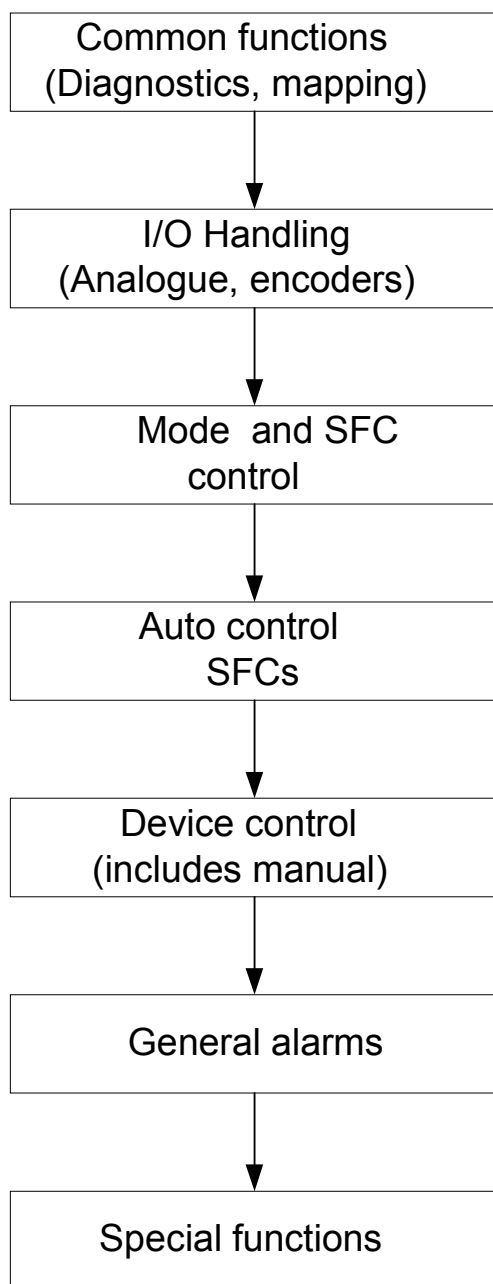 Common functions
(Diagnostics, mapping)
I/O Handling
(Analogue, encoders)
Mode and SFC
control
Auto control
SFCs
Device control
(includes manual)
General alarms
Special functions